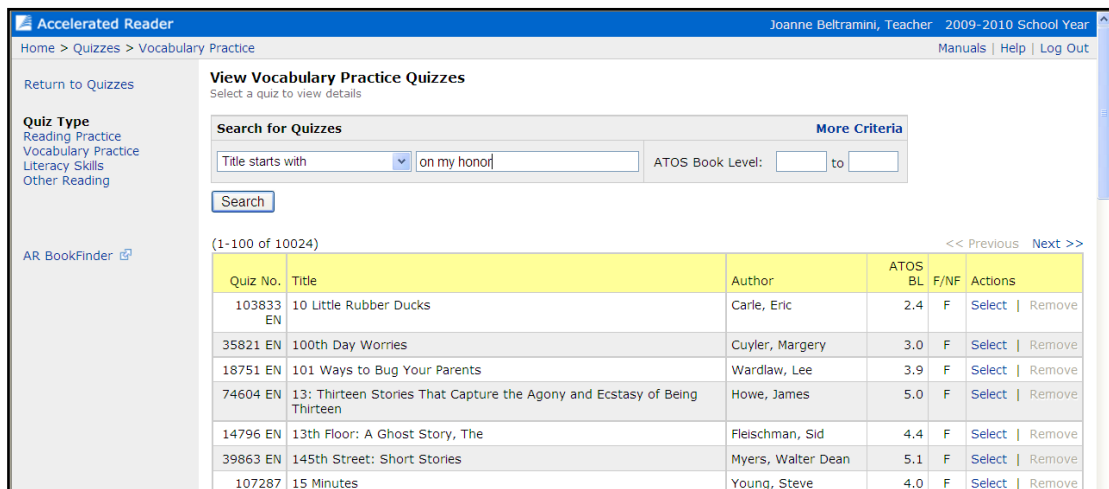 Accelerated Reader Joanne Beltramini, Teacher 2009-2010 School Year
Home > Quizzes > Vocabulary Practice Manuals | Help | Log Out
Return to Quizzes
Quiz Type
Reading Practice
Vocabulary Practice
Literacy Skills
Other Reading
AR BookFinder
View Vocabulary Practice Quizzes
Select a quiz to view details
Search for Quizzes More Criteria
Title starts with on my honor ATOS Book Level: to
Search
(1-100 of 10024) << Previous Next >>
Quiz No. Title Author ATOS BL F/NF Actions
103833 EN 10 Little Rubber Ducks Carle, Eric 2.4 F Select | Remove
35821 EN 100th Day Worries Cuyler, Margery 3.0 F Select | Remove
18751 EN 101 Ways to Bug Your Parents Wardlaw, Lee 3.9 F Select | Remove
74604 EN 13: Thirteen Stories That Capture the Agony and Ecstasy of Being Howe, James 5.0 F Select | Remove
Thirteen
14796 EN 13th Floor: A Ghost Story, The Fleischman, Sid 4.4 F Select | Remove
39863 EN 145th Street: Short Stories Myers, Walter Dean 5.1 F Select | Remove
107287 15 Minutes Young, Steve 4.0 F Select | Remove